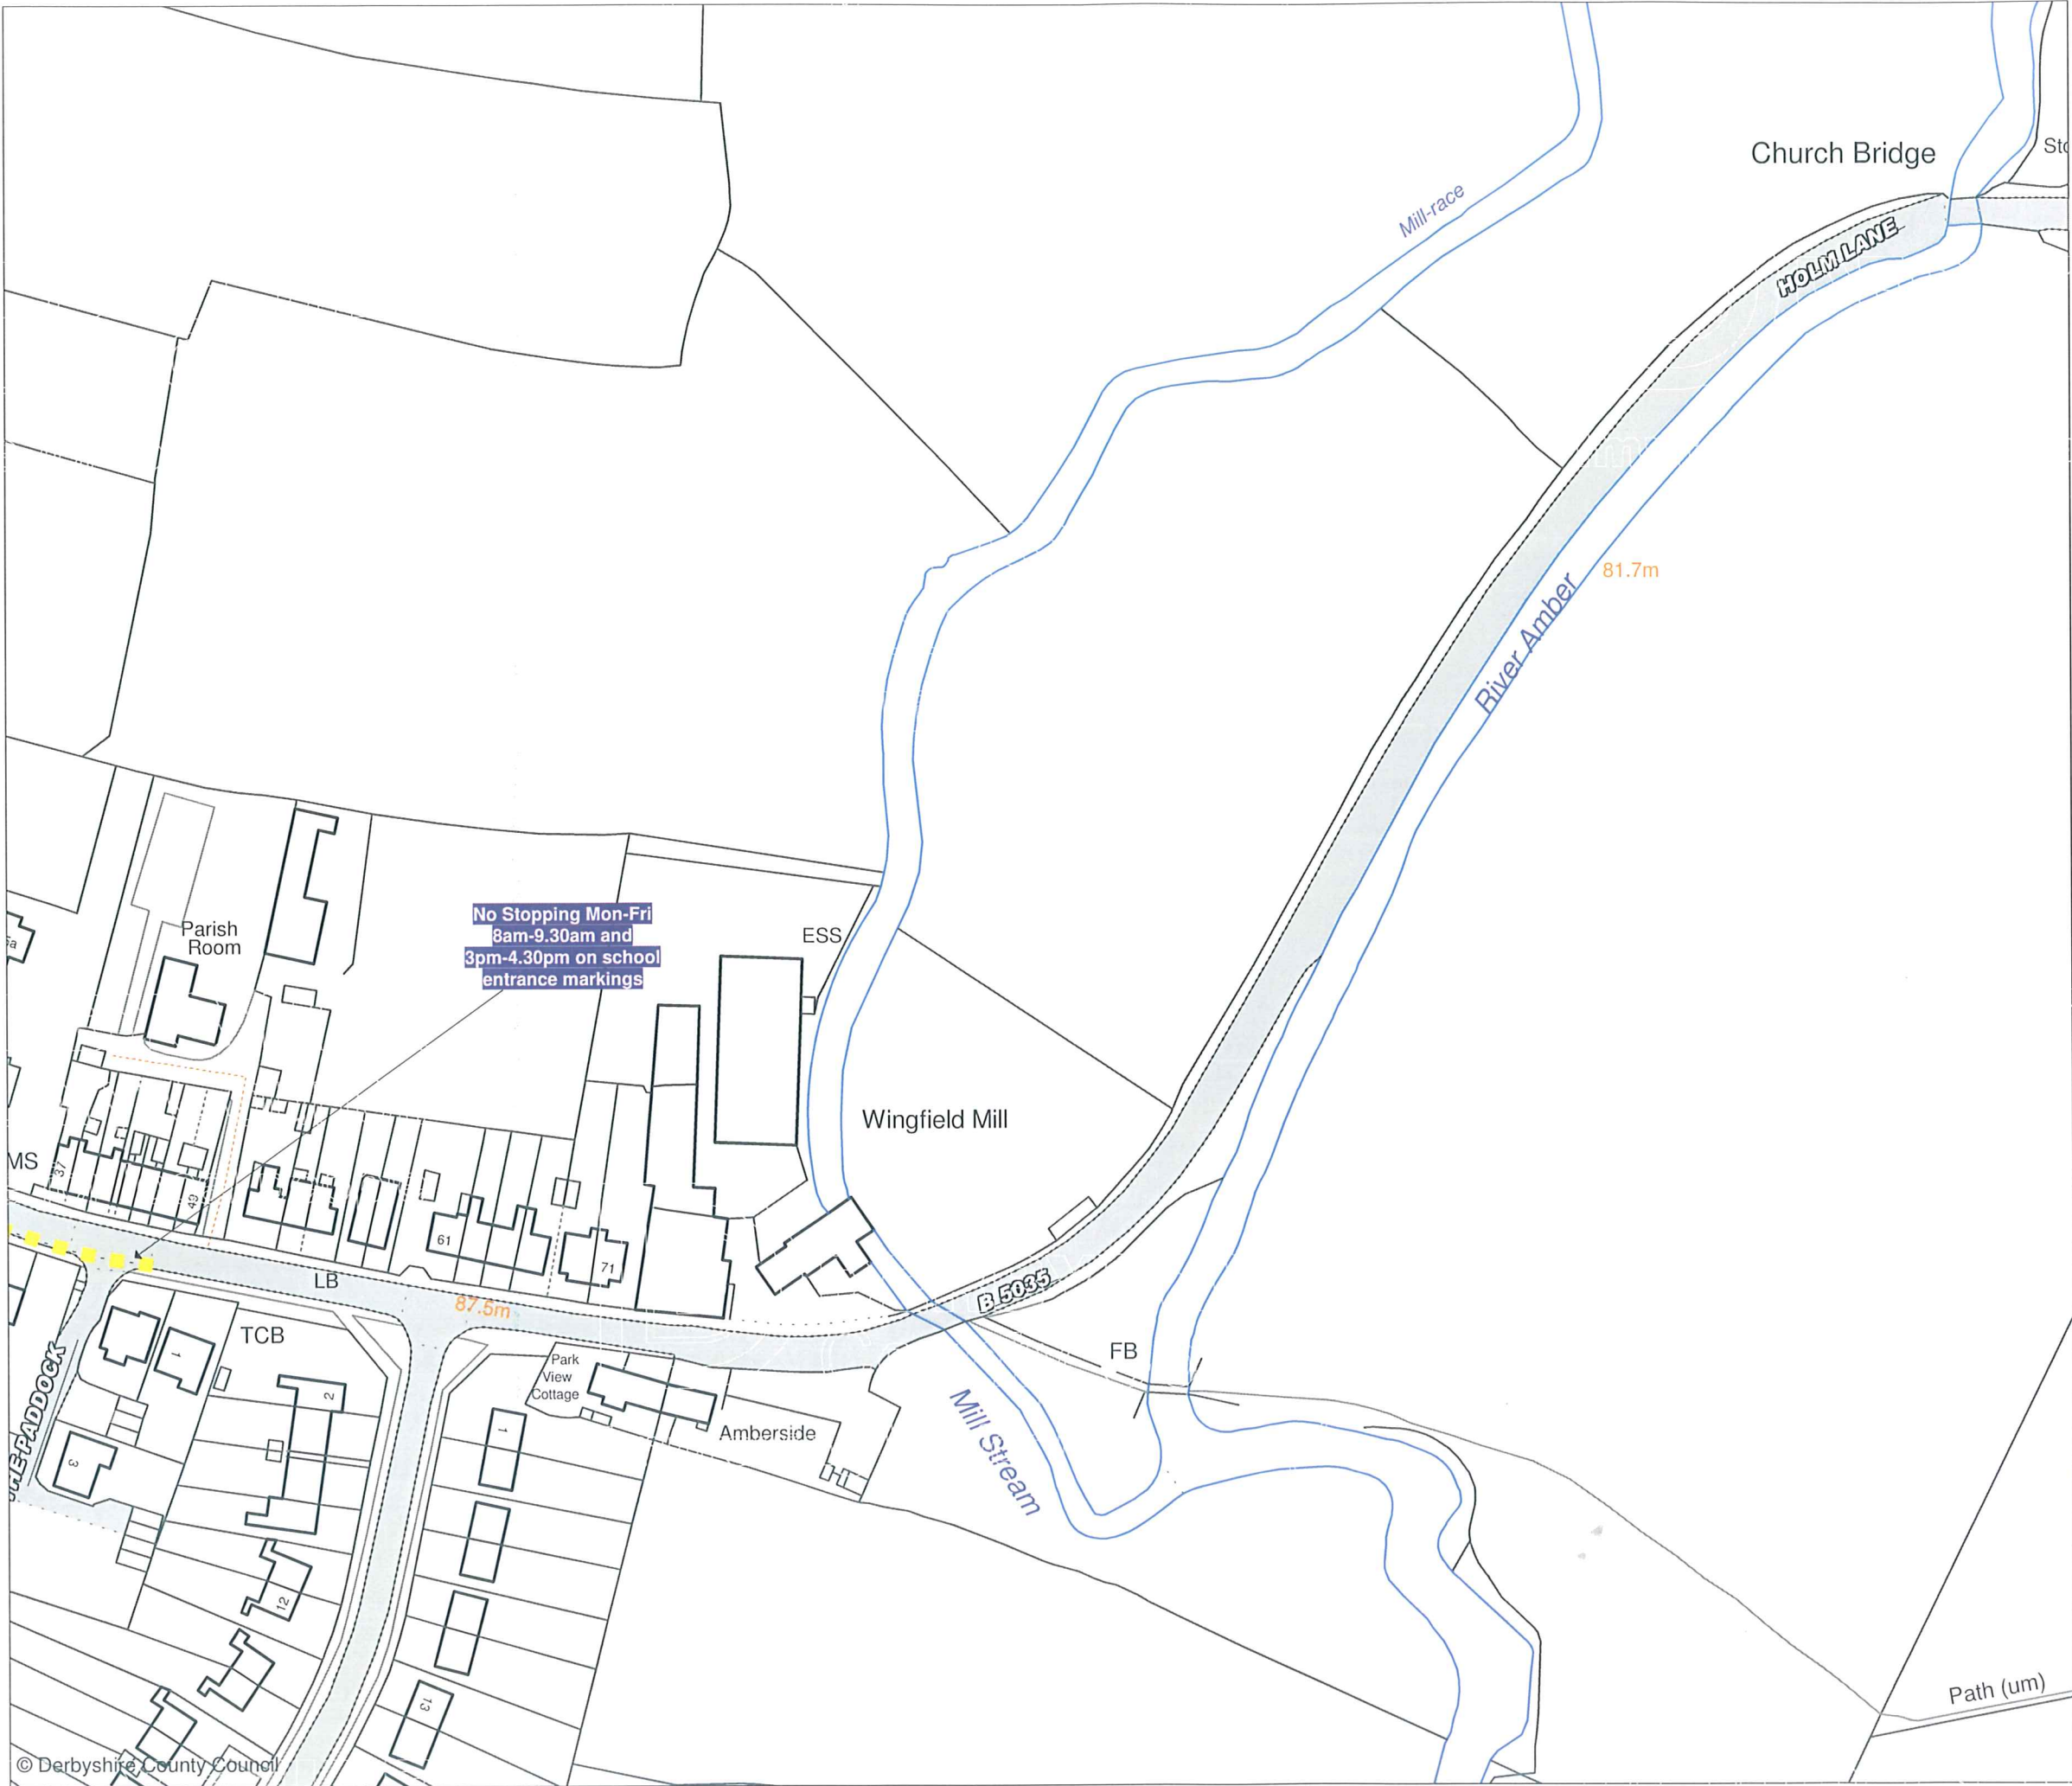 Church Bridge
Mill-race
HOLM LANE
River Amber
81.7m
Parish
Room
No Stopping Mon-Fri
8am-9.30am and
3pm-4.30pm on school
entrance markings
ESS
Wingfield Mill
MS
37
49
61
71
LB
87.5m
B 5035
TCB
FB
Park
View
Cottage
Amberside
Mill Stream
1
2
1
3
12
13
PADDOCK
Path (um)
© Derbyshire County Council